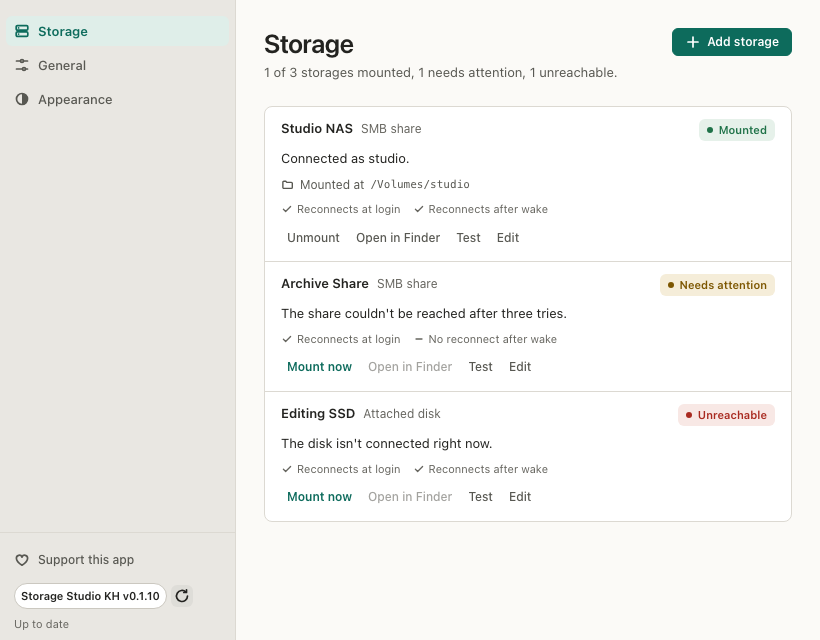 Storage
General
Appearance
Support this app
Storage Studio KH v0.1.10
Up to date
Storage
Add storage
1 of 3 storages mounted, 1 needs attention, 1 unreachable.
Studio NAS SMB share
Mounted
Connected as studio.
Mounted at /Volumes/studio
Reconnects at login Reconnects after wake
Unmount Open in Finder Test Edit
Archive Share SMB share
Needs attention
The share couldn't be reached after three tries.
Reconnects at login No reconnect after wake
Mount now Open in Finder Test Edit
Editing SSD Attached disk
Unreachable
The disk isn't connected right now.
Reconnects at login Reconnects after wake
Mount now Open in Finder Test Edit